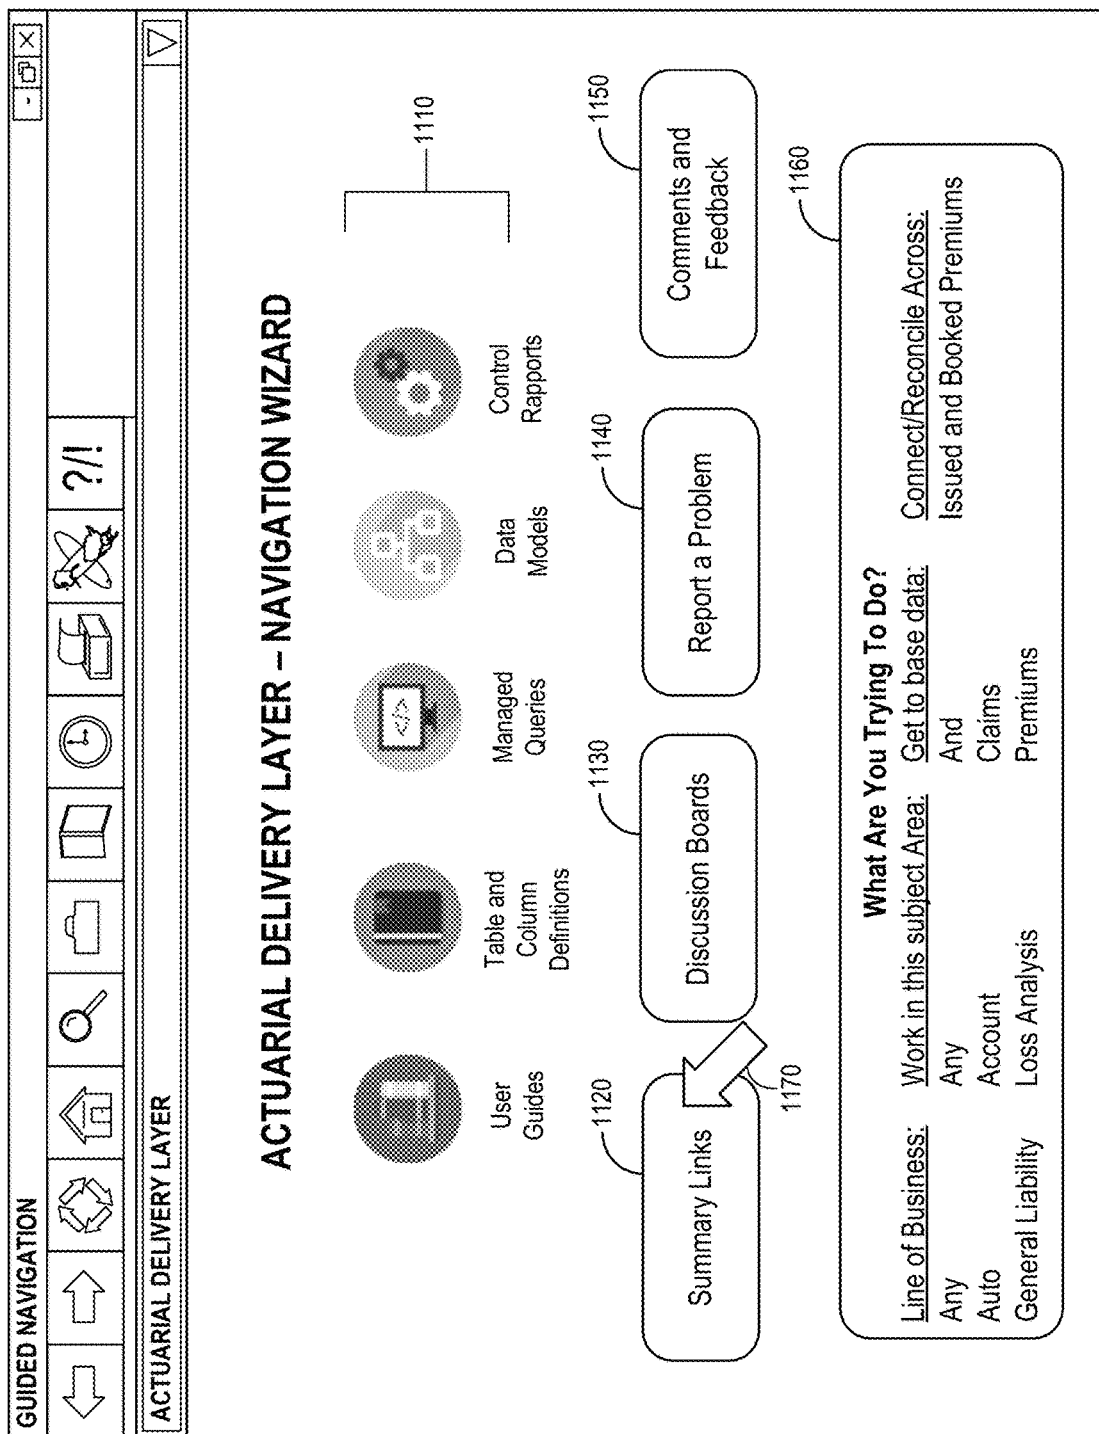 GUIDED NAVIGATION
?/!
ACTUARIAL DELIVERY LAYER
ACTUARIAL DELIVERY LAYER – NAVIGATION WIZARD
1110
User
Guides
Table and
Column
Definitions
Managed
Queries
Data
Models
Control
Rapports
1120
Summary Links
1130
Discussion Boards
1140
Report a Problem
1150
Comments and
Feedback
1170
1160
What Are You Trying To Do?
Line of Business:
Any
Auto
General Liability
Work in this subject Area:
Any
Account
Loss Analysis
Get to base data:
And
Claims
Premiums
Connect/Reconcile Across:
Issued and Booked Premiums